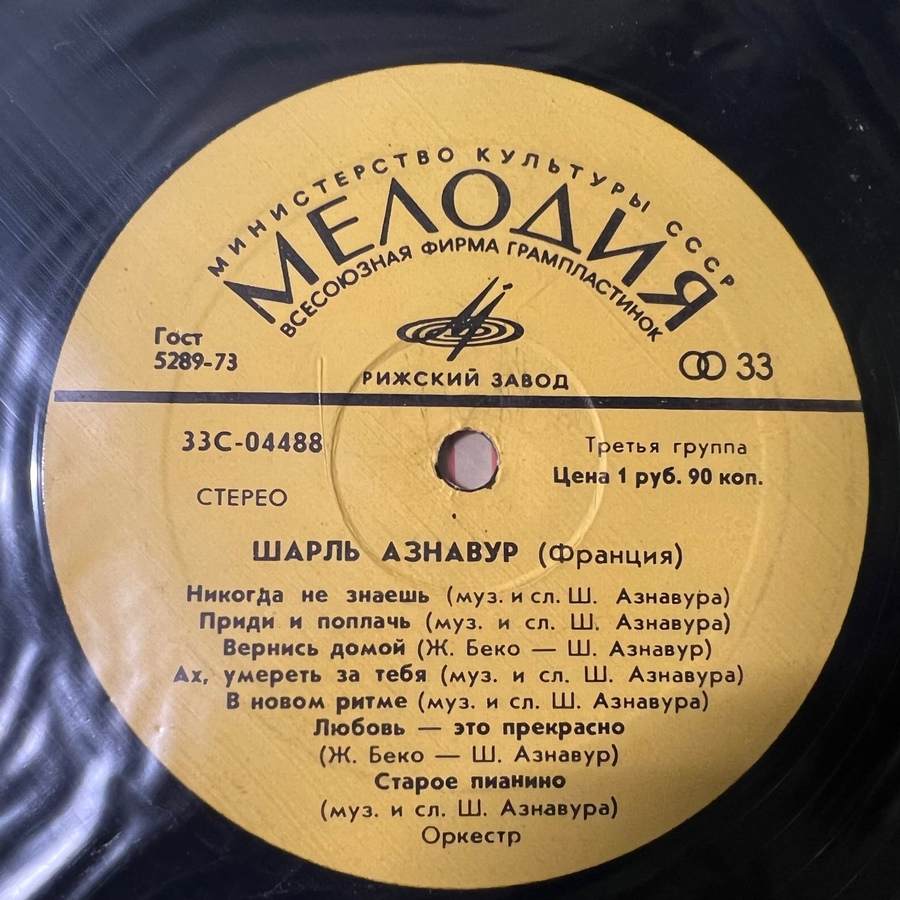 МИНИСТЕРСТВО КУЛЬТУРЫ СССР
МЕЛОДИЯ
ВСЕСОЮЗНАЯ ФИРМА ГРАМПЛАСТИНОК
Гост
5289-73
РИЖСКИЙ ЗАВОД
33
33С-04488
Третья группа
СТЕРЕО
Цена 1 руб. 90 коп.
ШАРЛЬ АЗНАВУР (Франция)
Никогда не знаешь (муз. и сл. Ш. Азнавура)
Приди и поплачь (муз. и сл. Ш. Азнавура)
Вернись домой (Ж. Беко — Ш. Азнавур)
Ах, умереть за тебя (муз. и сл. Ш. Азнавура)
В новом ритме (муз. и сл. Ш. Азнавура)
Любовь — это прекрасно
(Ж. Беко — Ш. Азнавур)
Старое пианино
(муз. и сл. Ш. Азнавура)
Оркестр